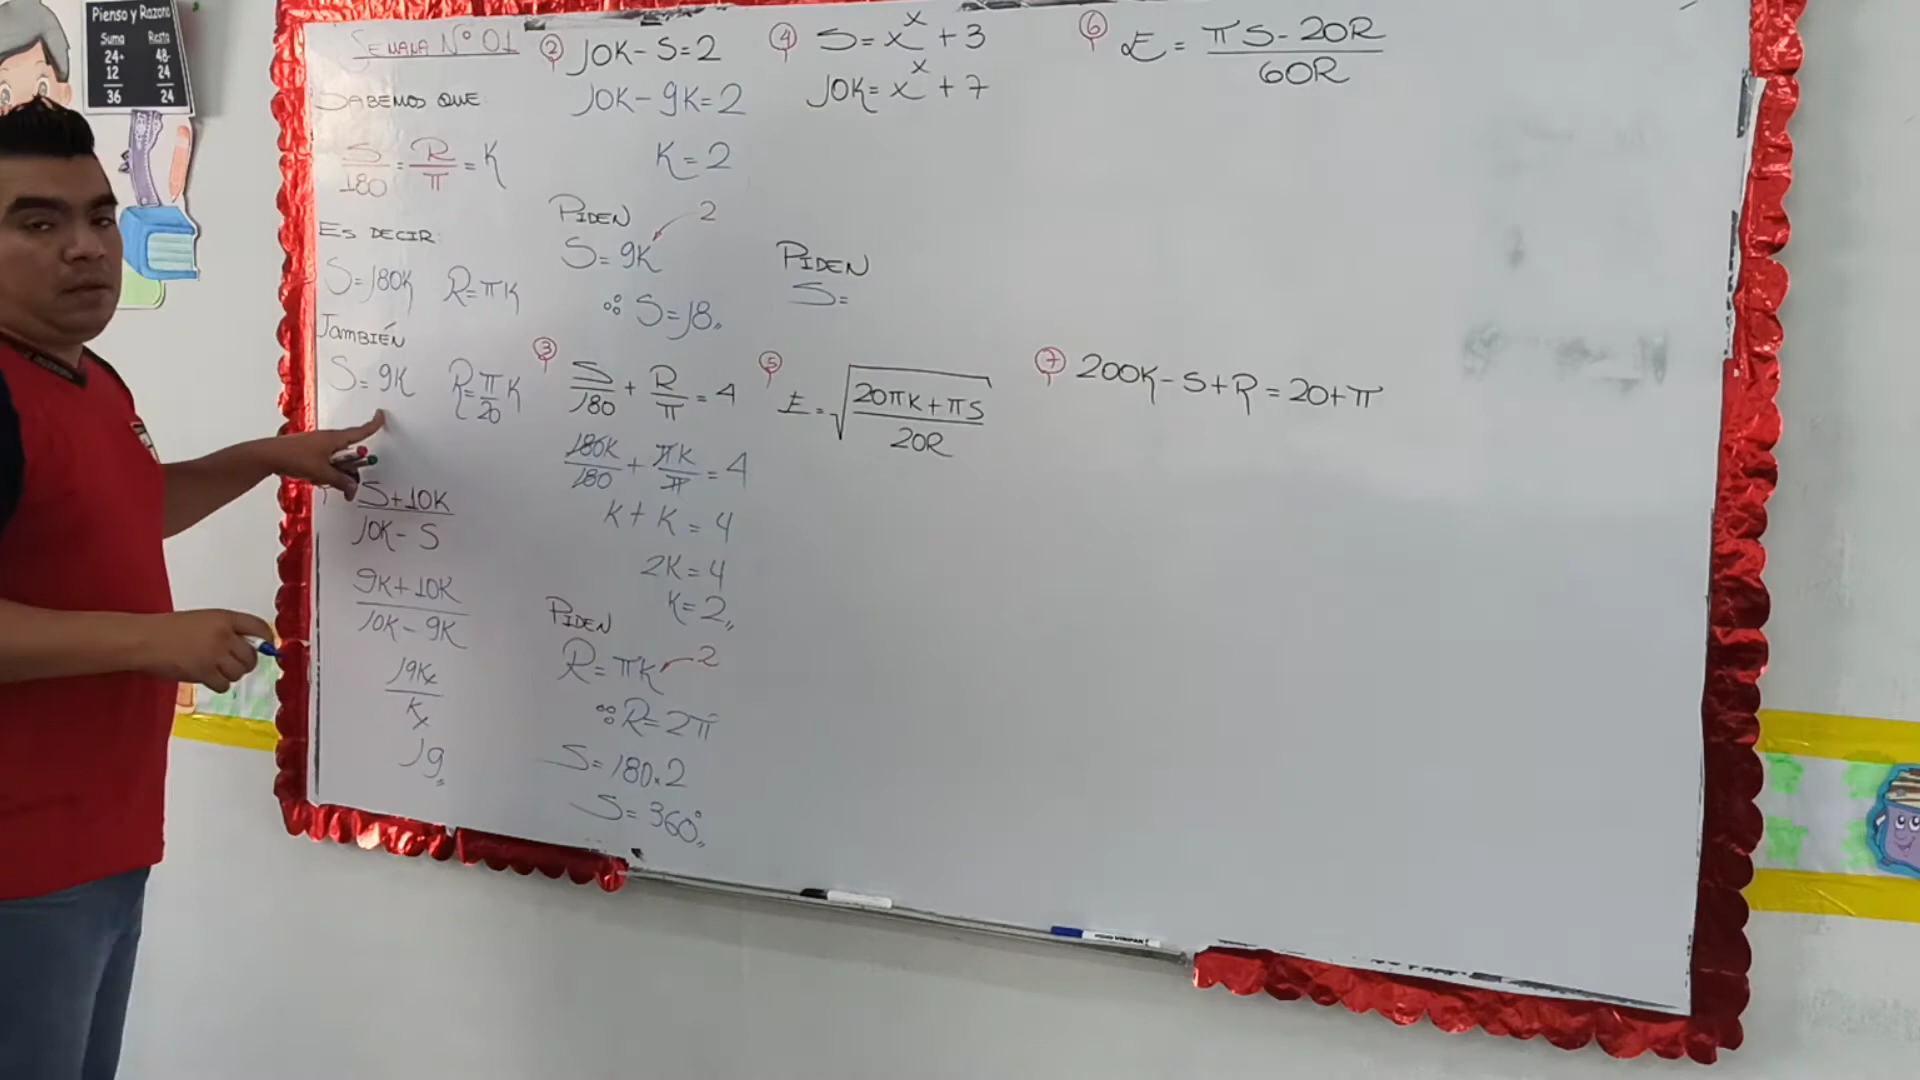 Pienso y Razono
Suma Resta
24+ 48-
12 24
36 24
SEMANA N° 01
SABEMOS QUE:
S/180 = R/π = K
ES DECIR:
S=180K R=πK
También
S=9K R=π/20 K
S+10K/10K-S
9K+10K/10K-9K
19K/K
19
② 10K-S=2
10K-9K=2
K=2
PIDEN
2
S=9K
∴ S=18
③ S/180 + R/π = 4
180K/180 + πK/π = 4
K+K=4
2K=4
K=2
PIDEN
R=πK 2
∴ R=2π
S=180.2
S=360°
④ S=x^x+3
10K=x^x+7
PIDEN
S=
⑤ E=√(20πK+πS/20R)
⑥ E=πS-20R/60R
⑦ 200K-S+R=20+π